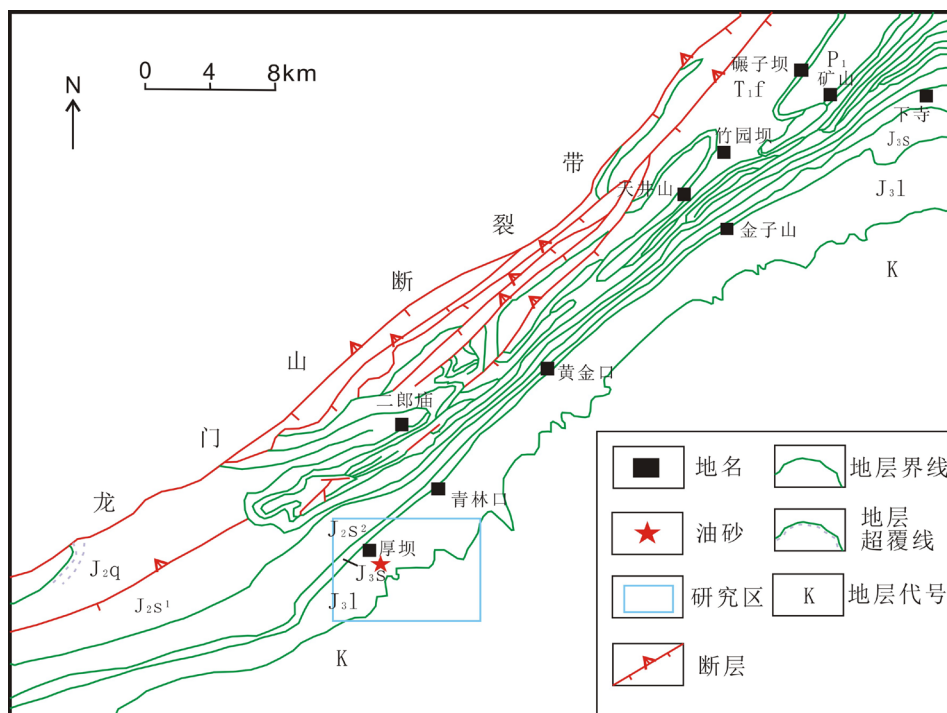 N
0 4 8km
碾子坝
P₁
矿山
T₁f
下寺
竹园坝
J₃s
带
天井山
J₃l
裂
金子山
K
断
山
黄金口
二郎庙
门
龙
青林口
J₂s²
厚坝
J₂q
J₃s
J₂s¹
J₃l
K
地名
地层界线
油砂
地层
超覆线
研究区
K
地层代号
断层